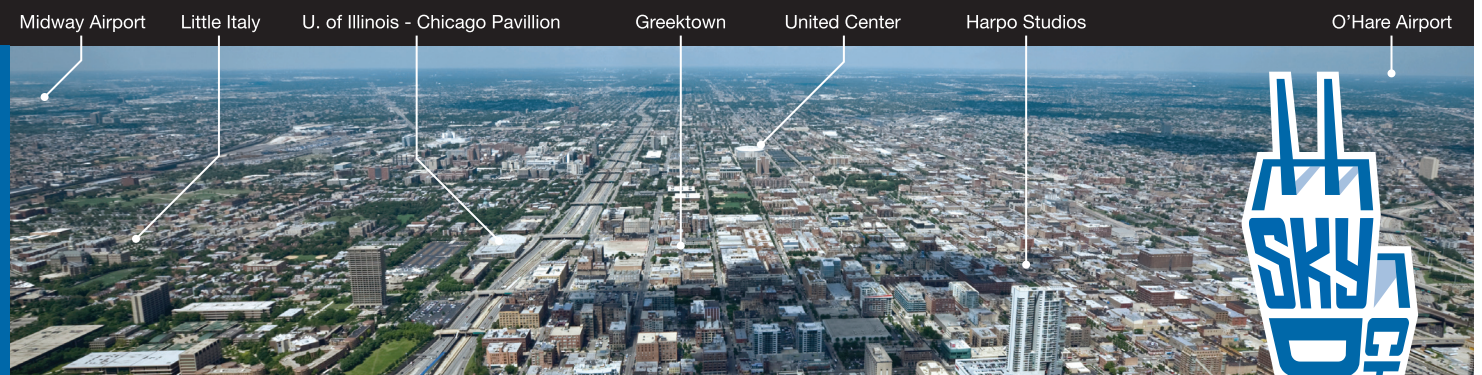 Midway Airport
Little Italy
U. of Illinois - Chicago Pavillion
Greektown
United Center
Harpo Studios
O'Hare Airport
SKY